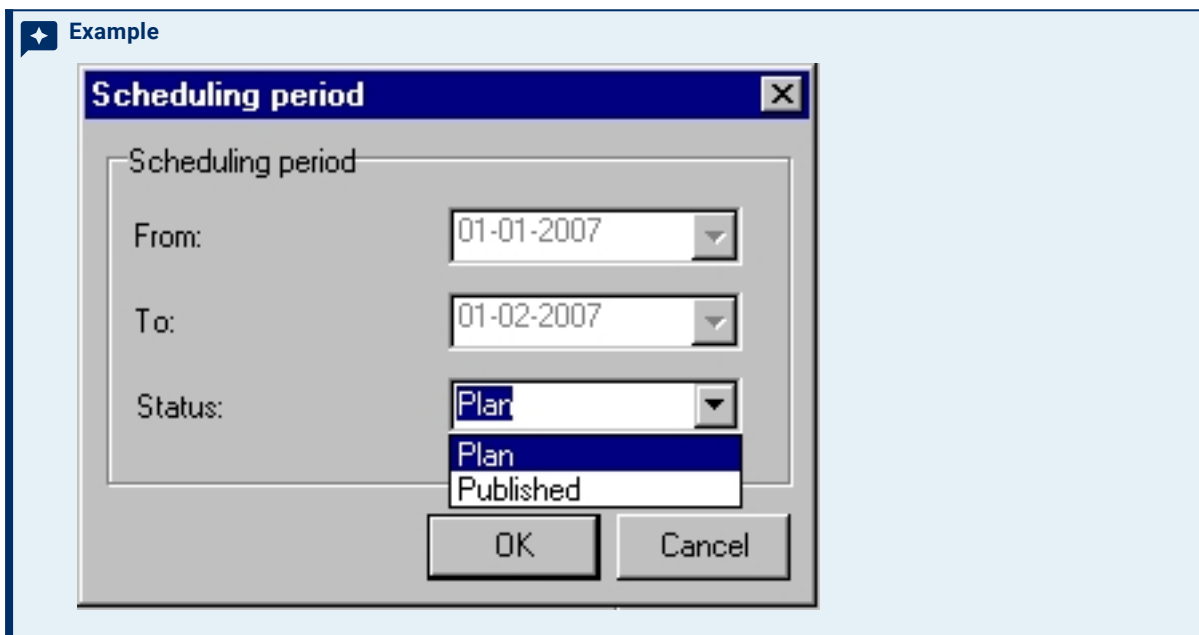 Example
Scheduling period
Scheduling period
From: 01-01-2007
To: 01-02-2007
Status: Plan
Plan
Published
OK Cancel